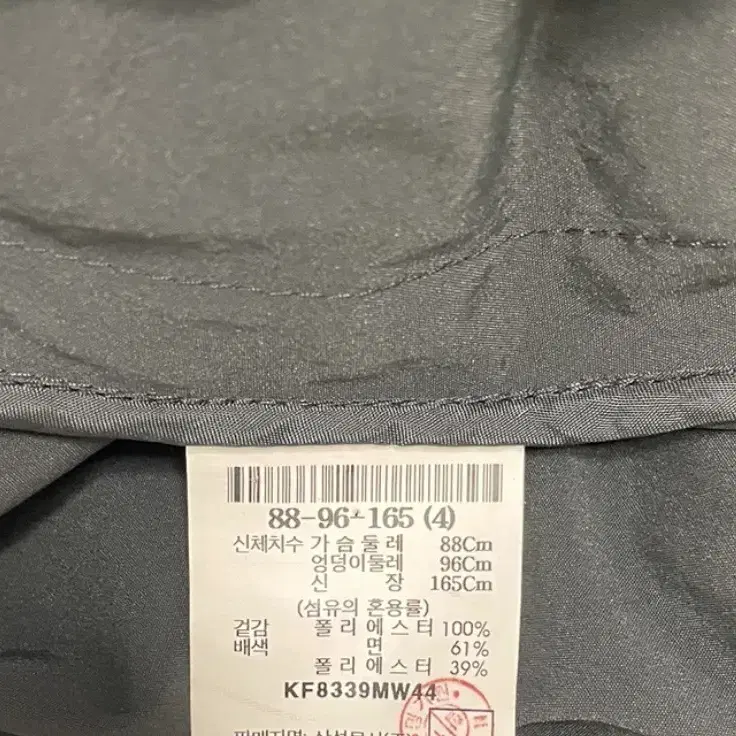 88-96-165 (4)
신체치수 가 슴 둘 레 88Cm
엉덩이둘레 96Cm
신 장 165Cm
(섬유의 혼용률)
겉감 폴 리 에 스 터 100%
배색 면 61%
폴 리 에 스 터 39%
KF8339MW44